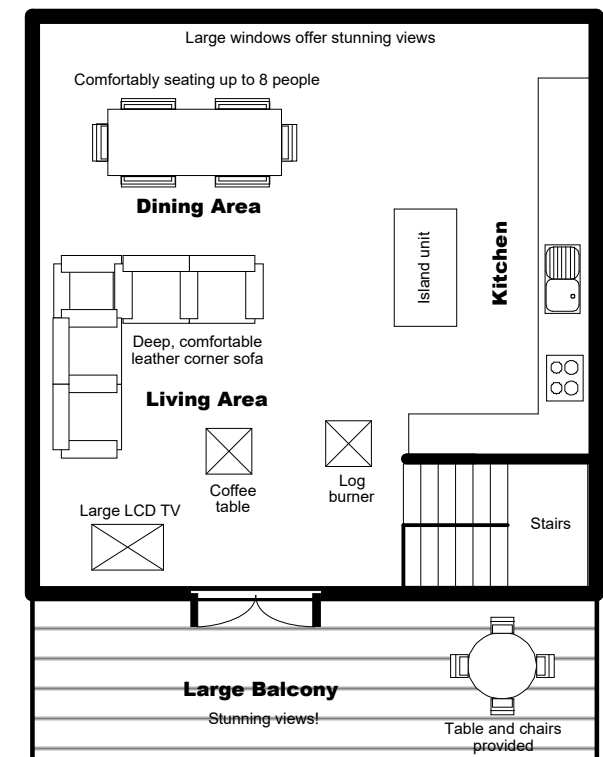 Large windows offer stunning views
Comfortably seating up to 8 people
Dining Area
Island unit
Kitchen
Deep, comfortable
leather corner sofa
Living Area
Coffee
table
Log
burner
Large LCD TV
Stairs
Large Balcony
Stunning views!
Table and chairs
provided